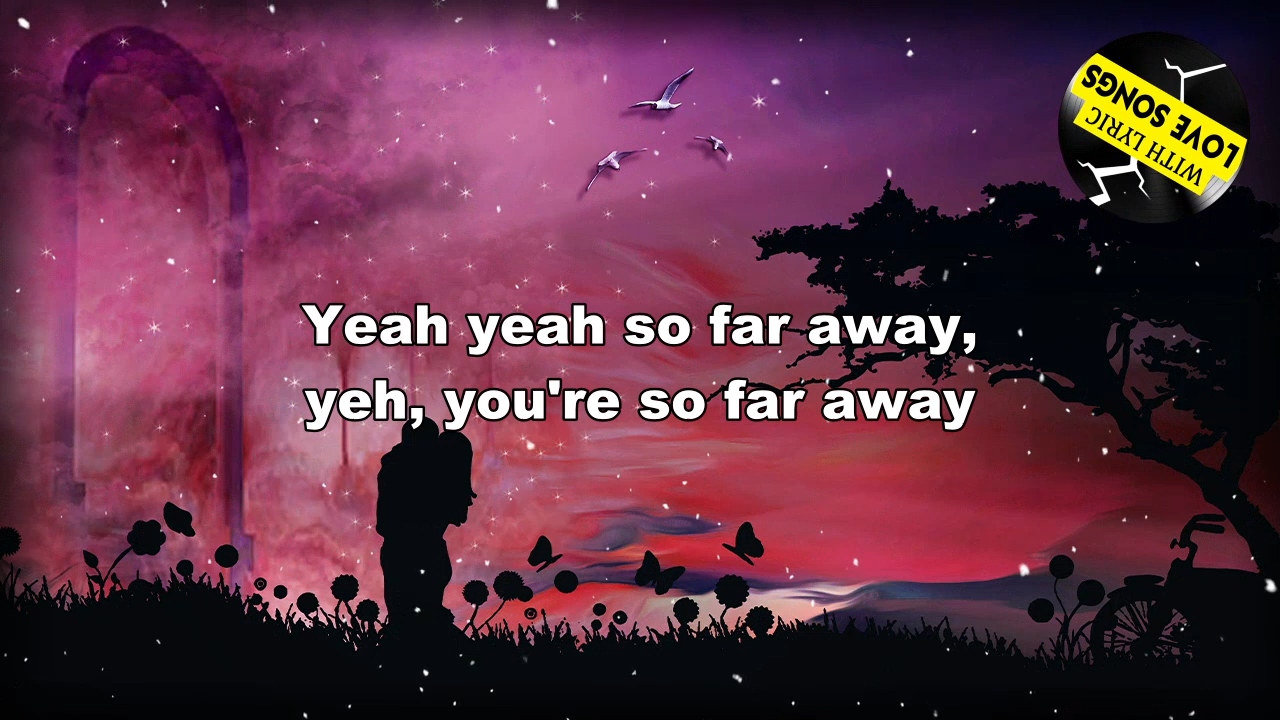 Yeah yeah so far away,
yeh, you're so far away
LOVE SONGS
WITH LYRIC